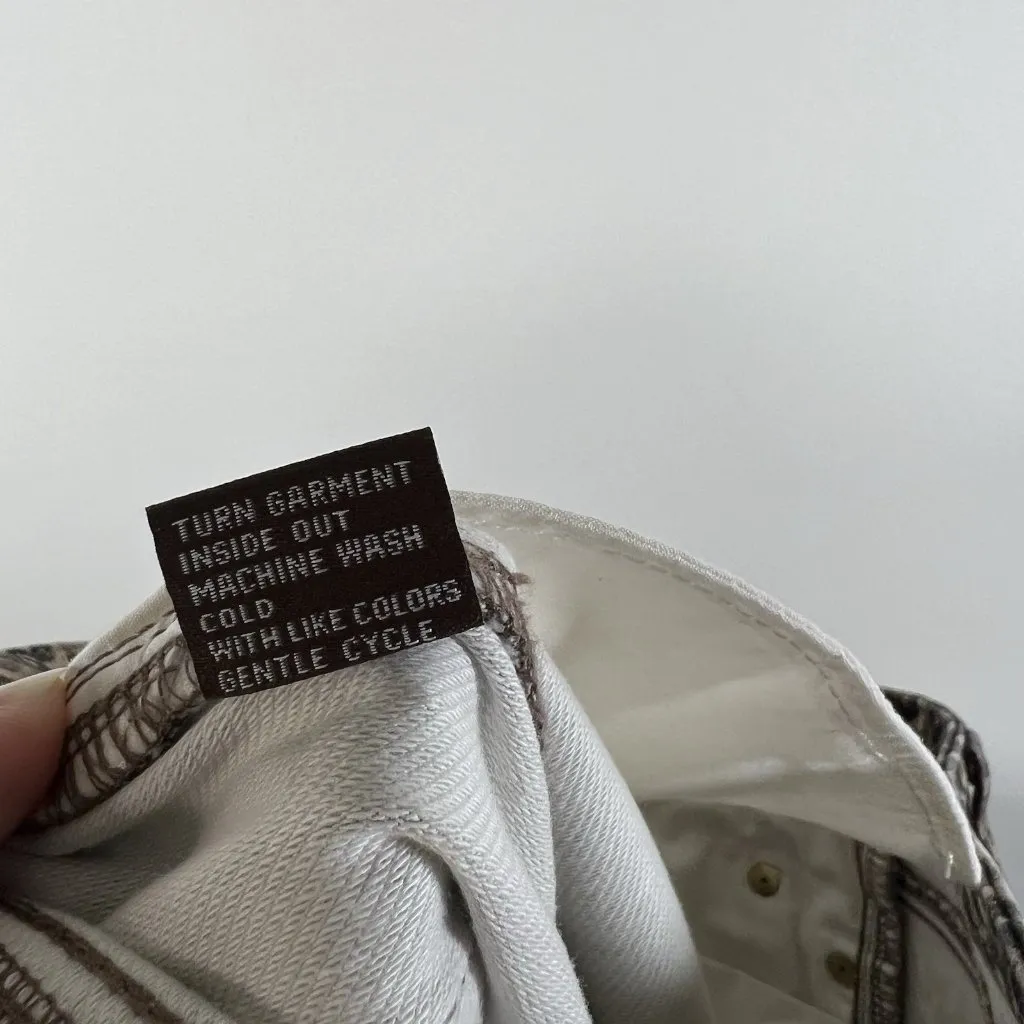 TURN GARMENT
INSIDE OUT
MACHINE WASH
COLD
WITH LIKE COLORS
GENTLE CYCLE